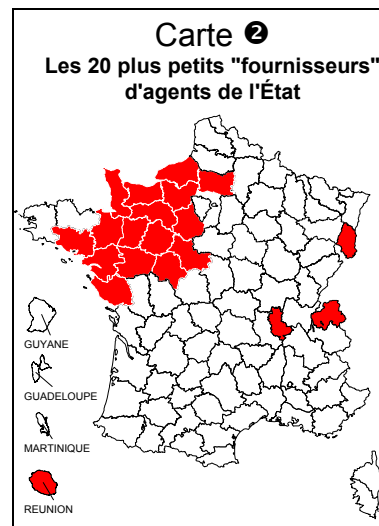 Carte ❷
Les 20 plus petits "fournisseurs"
d'agents de l'État
GUYANE
GUADELOUPE
MARTINIQUE
REUNION